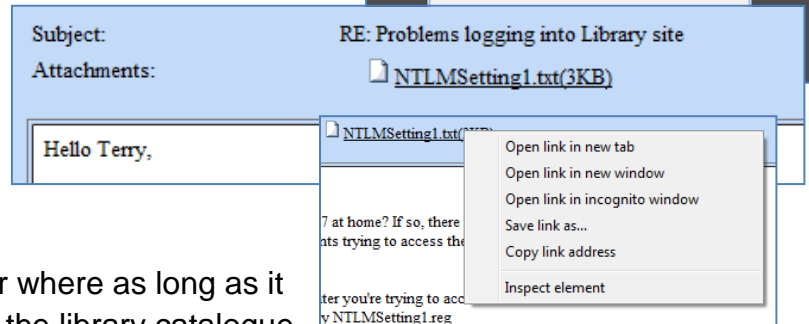 Subject: RE: Problems logging into Library site
Attachments: NTLMSetting1.txt(3KB)
Hello Terry,
NTLMSetting1.txt
Open link in new tab
Open link in new window
Open link in incognito window
Save link as...
Copy link address
Inspect element
7 at home? If so, there
nts trying to access the
ter you're trying to acc
NTLMSetting1.reg
r where as long as it
the library catalogue